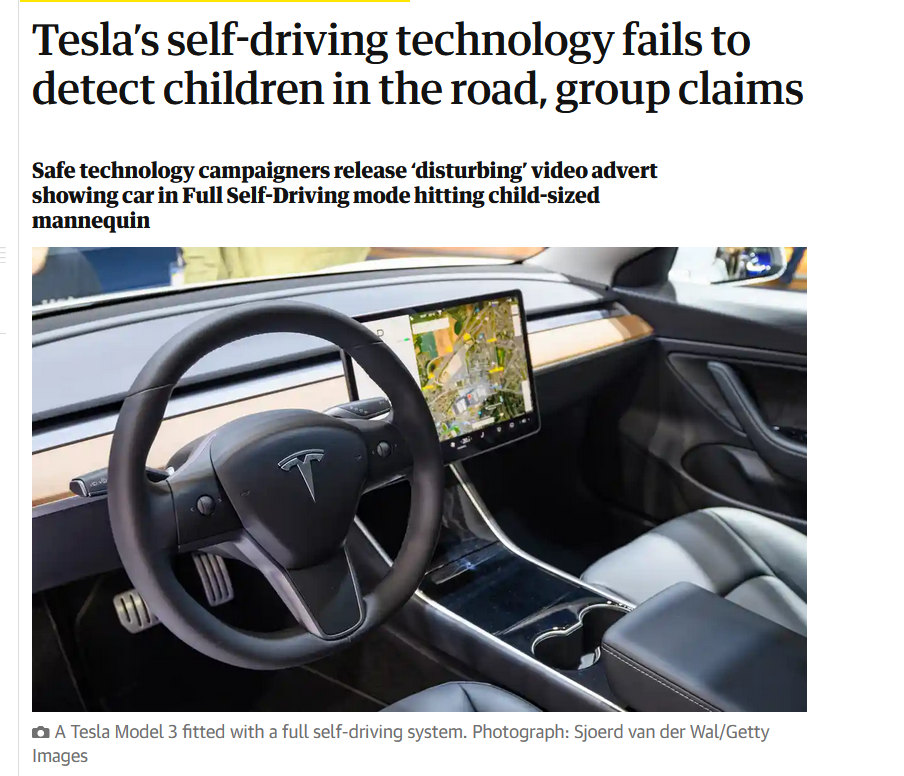 Tesla’s self-driving technology fails to
detect children in the road, group claims
Safe technology campaigners release ‘disturbing’ video advert
showing car in Full Self-Driving mode hitting child-sized
mannequin
P
A Tesla Model 3 fitted with a full self-driving system. Photograph: Sjoerd van der Wal/Getty
Images